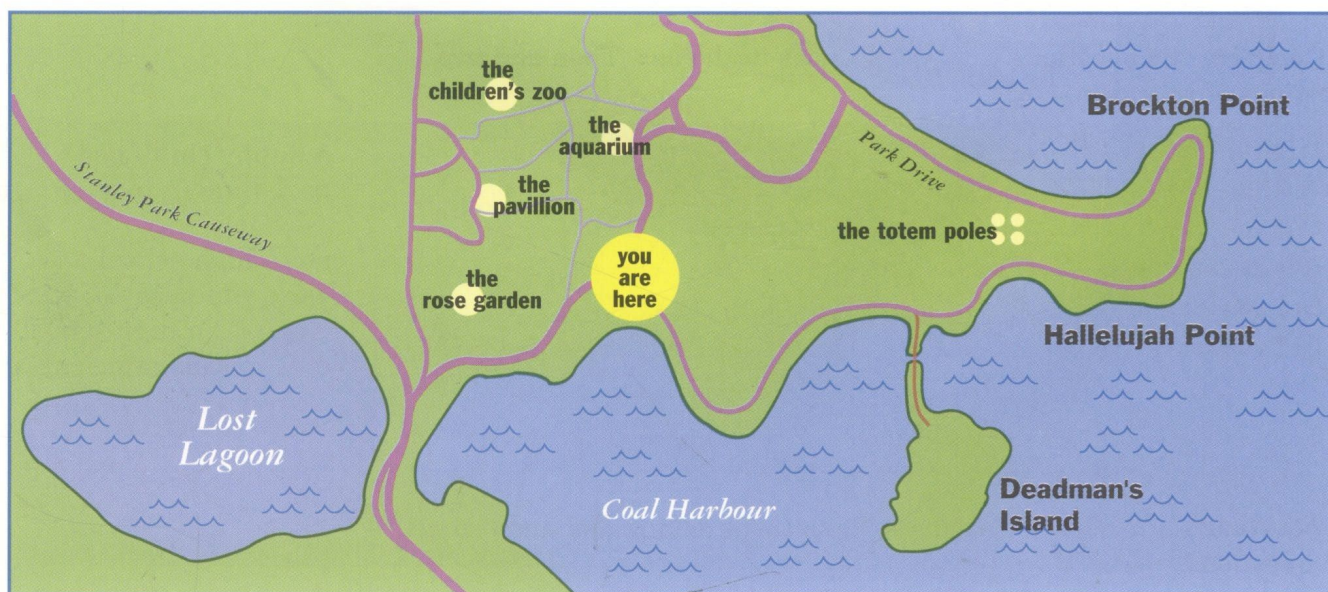 the
children's zoo
the
aquarium
Brockton Point
Park Drive
Stanley Park Causeway
the
pavillion
the totem poles
you
are
here
the
rose garden
Hallelujah Point
Lost
Lagoon
Coal Harbour
Deadman's
Island